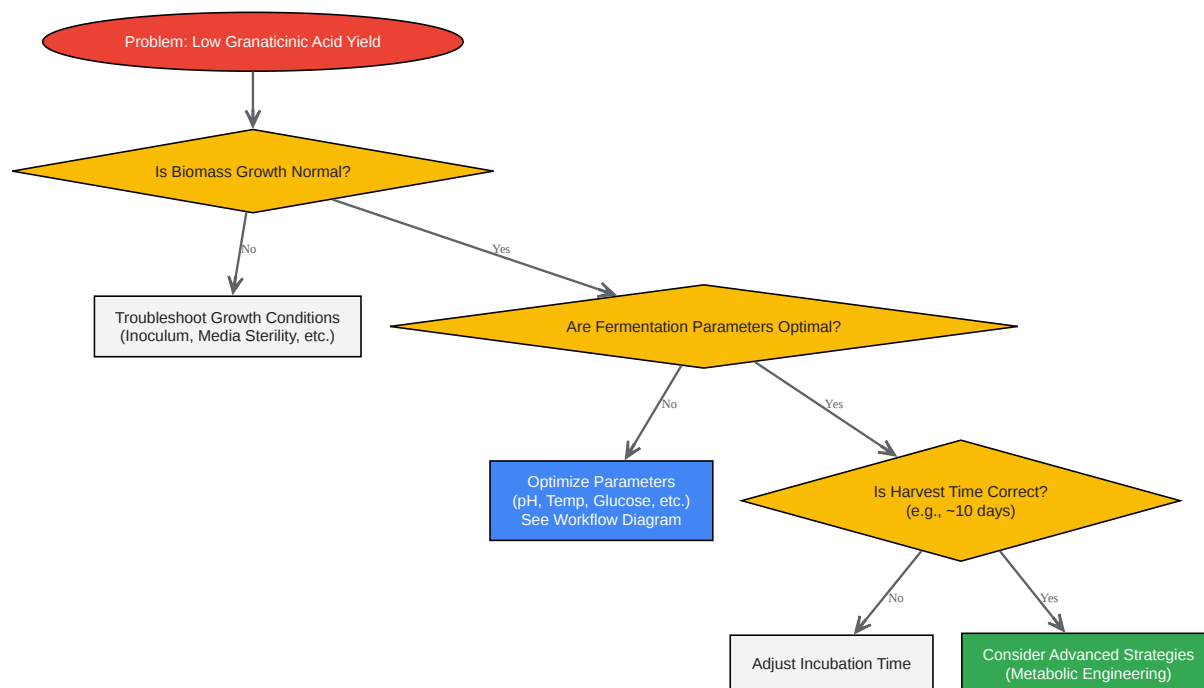 Problem: Low Granaticinic Acid Yield
Is Biomass Growth Normal?
No
Yes
Troubleshoot Growth Conditions
(Inoculum, Media Sterility, etc.)
Are Fermentation Parameters Optimal?
No
Yes
Optimize Parameters
(pH, Temp, Glucose, etc.)
See Workflow Diagram
Is Harvest Time Correct?
(e.g., ~10 days)
No
Yes
Adjust Incubation Time
Consider Advanced Strategies
(Metabolic Engineering)